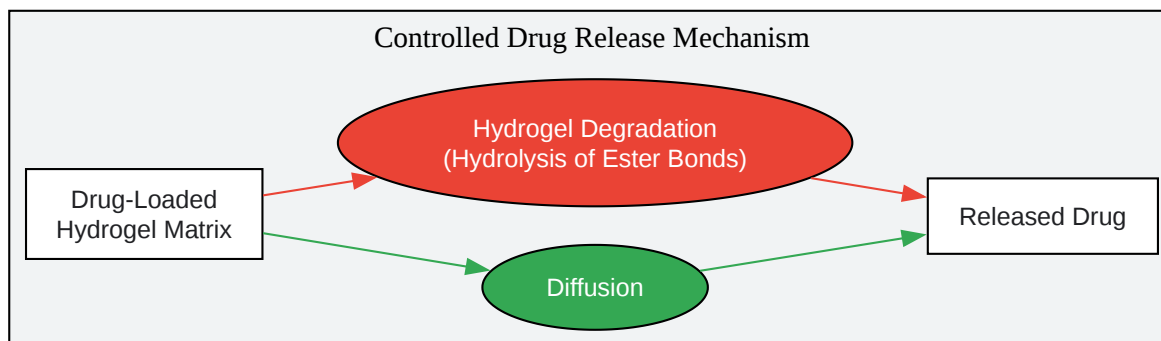 Controlled Drug Release Mechanism
Hydrogel Degradation
(Hydrolysis of Ester Bonds)
Drug-Loaded
Hydrogel Matrix
Released Drug
Diffusion